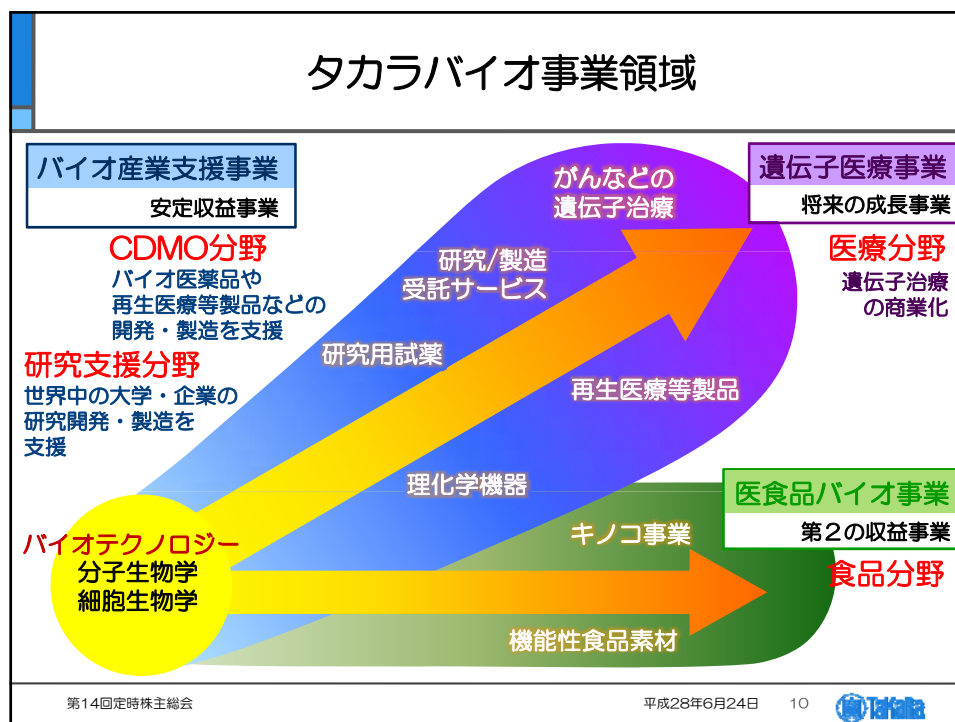 タカラバイオ事業領域
バイオ産業支援事業
安定収益事業
CDMO分野
バイオ医薬品や
再生医療等製品などの
開発・製造を支援
研究支援分野
世界中の大学・企業の
研究開発・製造を
支援
がんなどの
遺伝子治療
研究/製造
受託サービス
研究用試薬
再生医療等製品
理化学機器
遺伝子医療事業
将来の成長事業
医療分野
遺伝子治療
の商業化
医食品バイオ事業
第２の収益事業
食品分野
キノコ事業
機能性食品素材
バイオテクノロジー
分子生物学
細胞生物学
第14回定時株主総会
平成28年6月24日
10
TaKaRa